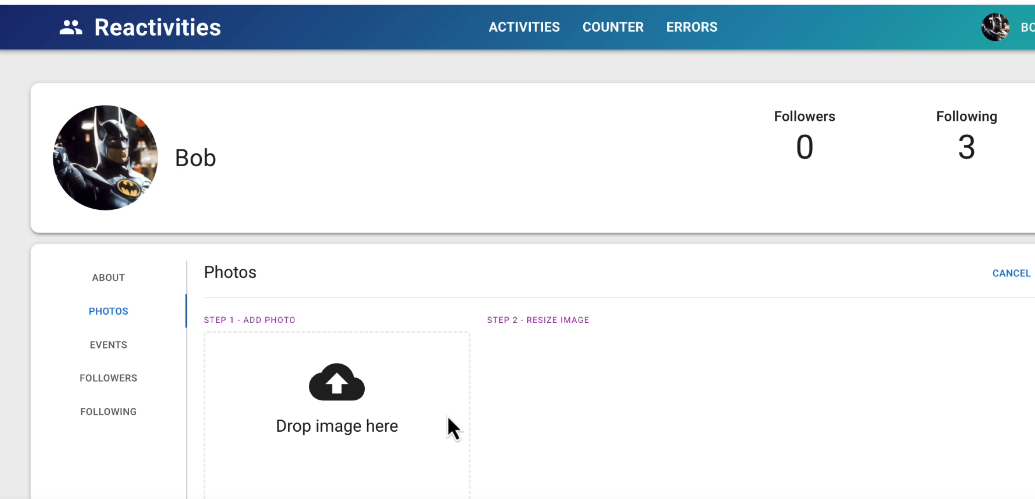 Reactivities
ACTIVITIES COUNTER ERRORS
Bob
Followers
0
Following
3
ABOUT
PHOTOS
EVENTS
FOLLOWERS
FOLLOWING
Photos
CANCEL
STEP 1 - ADD PHOTO
STEP 2 - RESIZE IMAGE
Drop image here